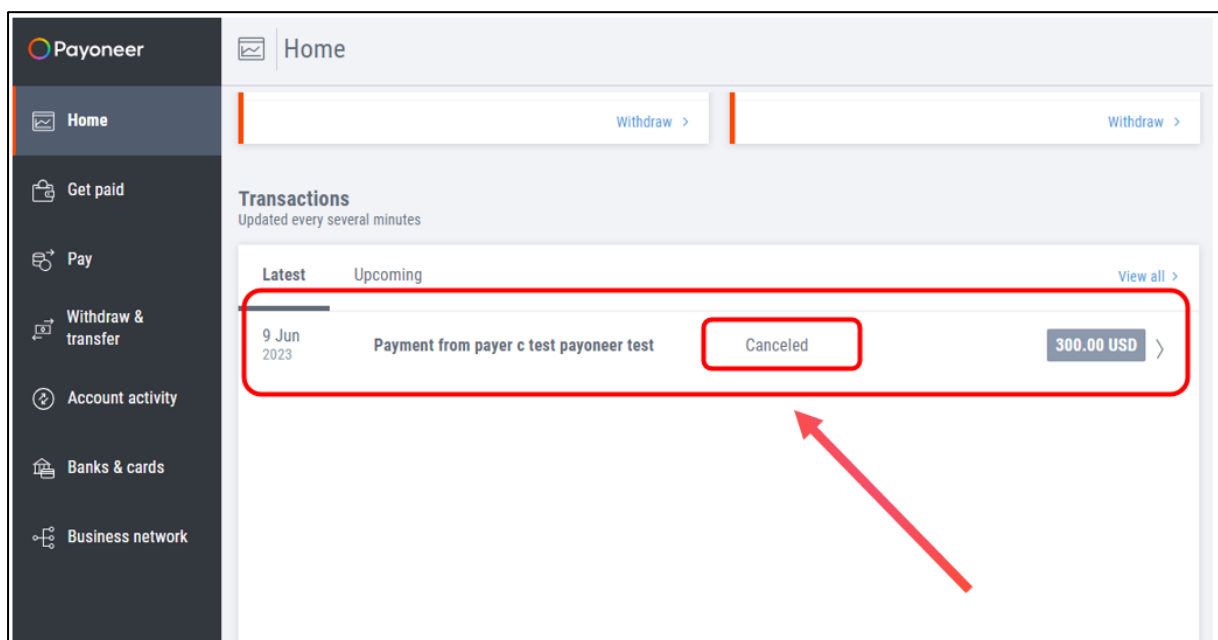 Payoneer
Home
Home
Get paid
Pay
Withdraw &
transfer
Account activity
Banks & cards
Business network
Withdraw >
Withdraw >
Transactions
Updated every several minutes
Latest
Upcoming
View all >
9 Jun
2023
Payment from payer c test payoneer test
Canceled
300.00 USD